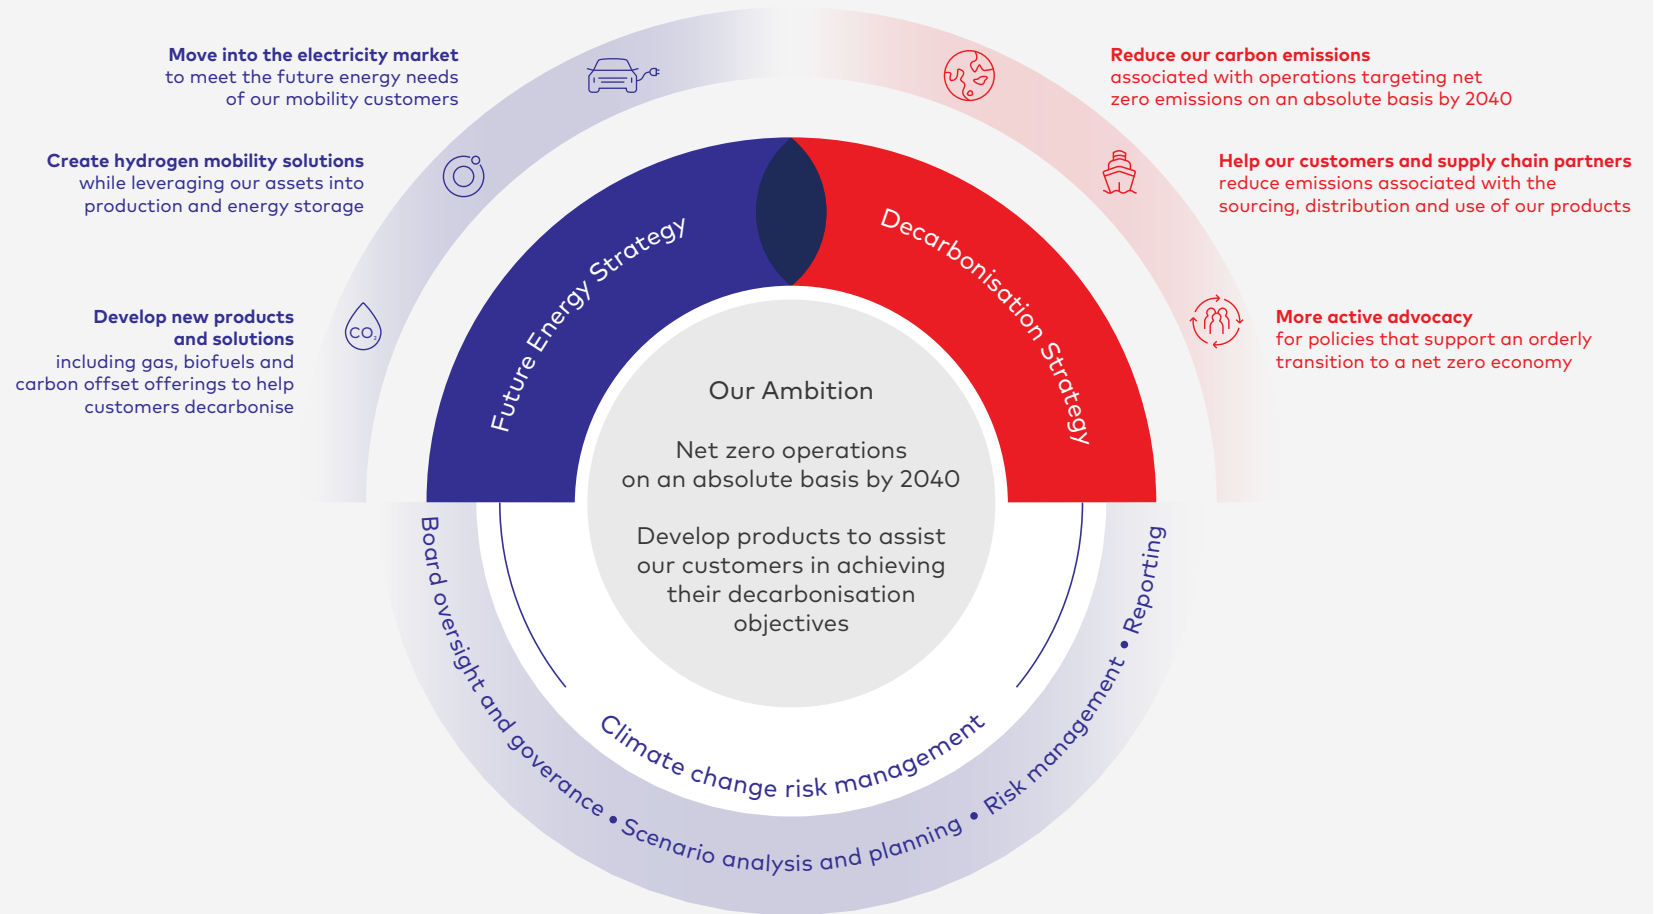 Move into the electricity market
to meet the future energy needs
of our mobility customers
Create hydrogen mobility solutions
while leveraging our assets into
production and energy storage
Develop new products
and solutions
including gas, biofuels and
carbon offset offerings to help
customers decarbonise
CO2
Reduce our carbon emissions
associated with operations targeting net
zero emissions on an absolute basis by 2040
Help our customers and supply chain partners
reduce emissions associated with the
sourcing, distribution and use of our products
More active advocacy
for policies that support an orderly
transition to a net zero economy
Future Energy Strategy
Decarbonisation Strategy
Our Ambition
Net zero operations
on an absolute basis by 2040
Develop products to assist
our customers in achieving
their decarbonisation
objectives
Climate change risk management
Board oversight and goverance • Scenario analysis and planning • Risk management • Reporting